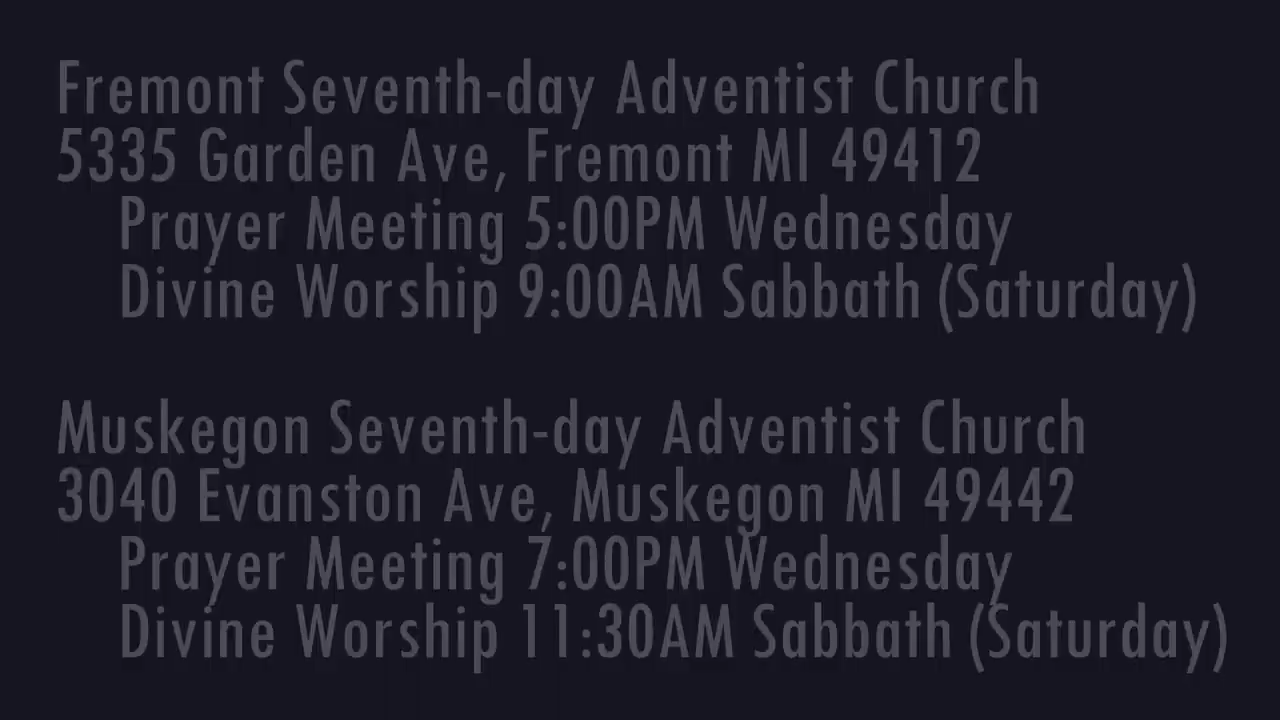 Fremont Seventh-day Adventist Church
5335 Garden Ave, Fremont MI 49412
Prayer Meeting 5:00PM Wednesday
Divine Worship 9:00AM Sabbath (Saturday)
Muskegon Seventh-day Adventist Church
3040 Evanston Ave, Muskegon MI 49442
Prayer Meeting 7:00PM Wednesday
Divine Worship 11:30AM Sabbath (Saturday)